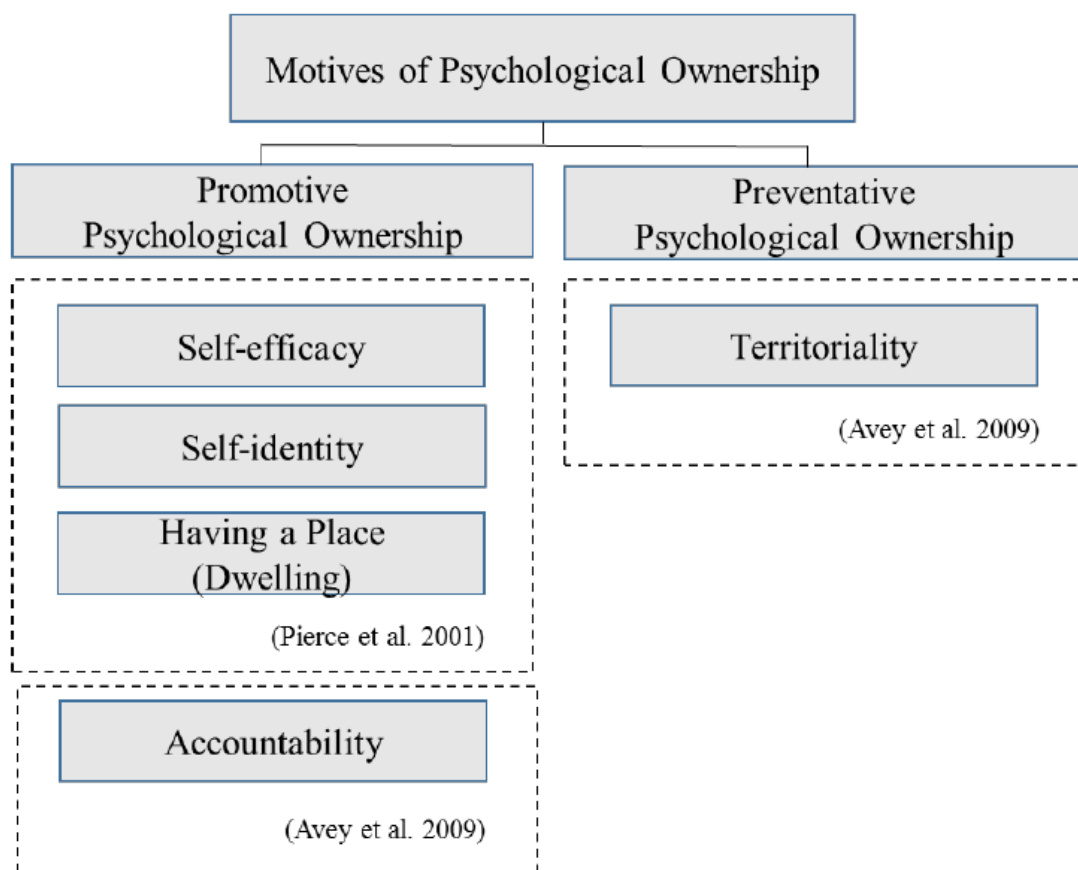 Motives of Psychological Ownership
Promotive
Psychological Ownership
Self-efficacy
Self-identity
Having a Place
(Dwelling)
(Pierce et al. 2001)
Accountability
(Avey et al. 2009)
Preventative
Psychological Ownership
Territoriality
(Avey et al. 2009)